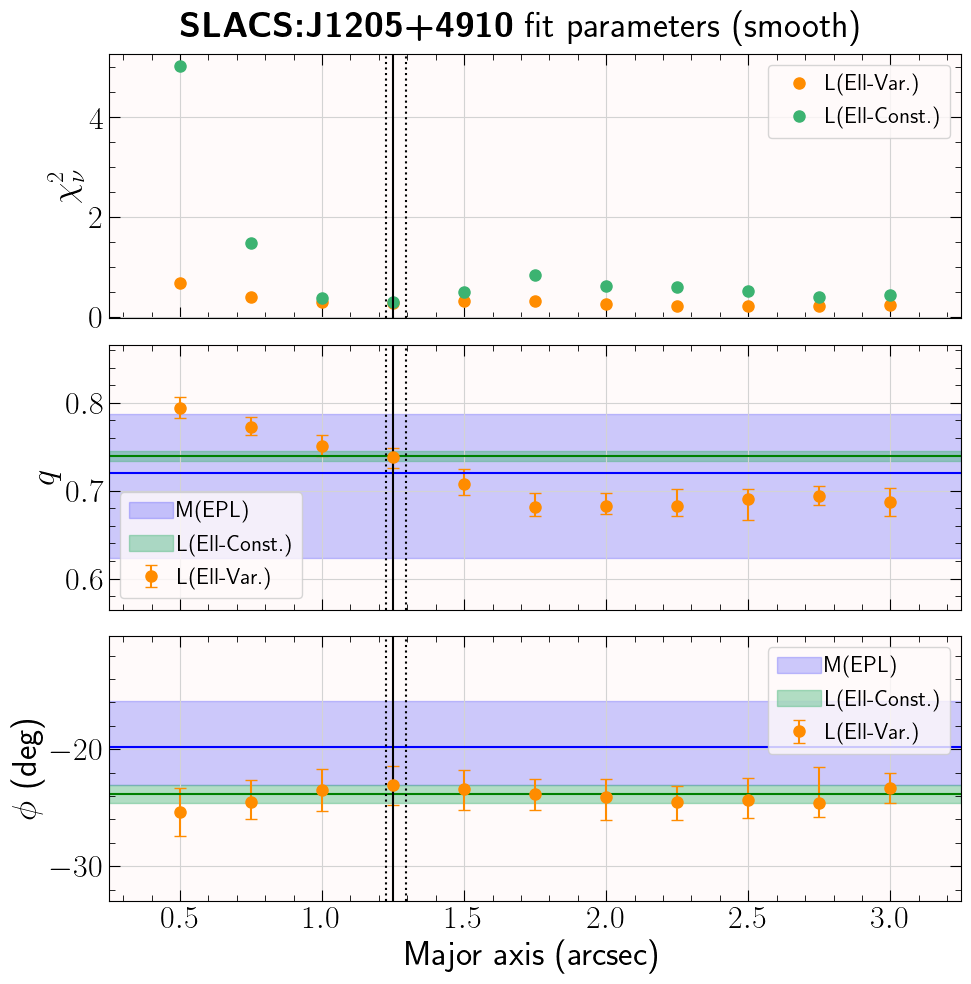 SLACS:J1205+4910 fit parameters (smooth)
L(Ell-Var.)
L(Ell-Const.)
χ²ᵥ
4
2
0
0.8
0.7
0.6
q
M(EPL)
L(Ell-Const.)
L(Ell-Var.)
M(EPL)
L(Ell-Const.)
L(Ell-Var.)
ϕ (deg)
−20
−30
0.5 1.0 1.5 2.0 2.5 3.0
Major axis (arcsec)